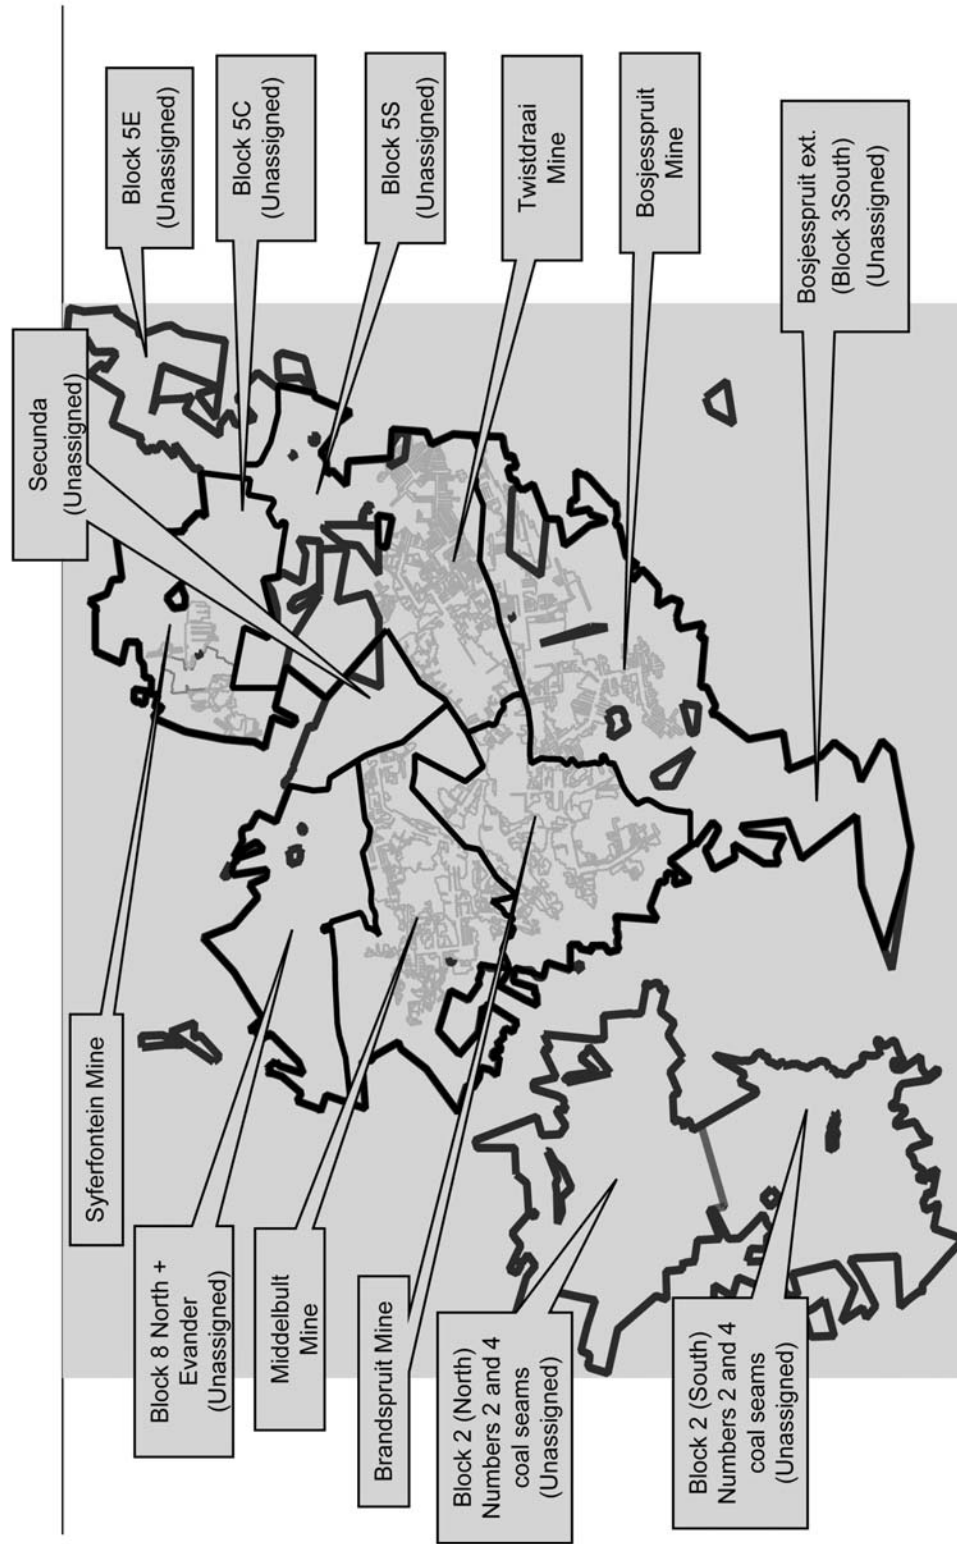 Block 5E
(Unassigned)
Block 5C
(Unassigned)
Block 5S
(Unassigned)
Twistdraai
Mine
Bosjesspruit
Mine
Bosjesspruit ext.
(Block 3South)
(Unassigned)
Secunda
(Unassigned)
Syferfontein Mine
Block 8 North +
Evander
(Unassigned)
Middelbult
Mine
Brandspruit Mine
Block 2 (North)
Numbers 2 and 4
coal seams
(Unassigned)
Block 2 (South)
Numbers 2 and 4
coal seams
(Unassigned)